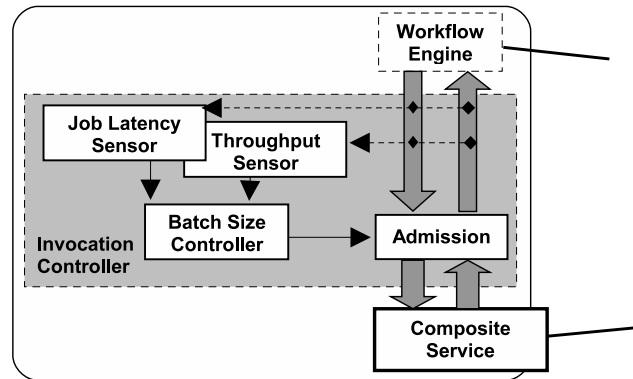 Workflow
Engine
Job Latency
Sensor
Throughput
Sensor
Batch Size
Controller
Invocation
Controller
Admission
Composite
Service